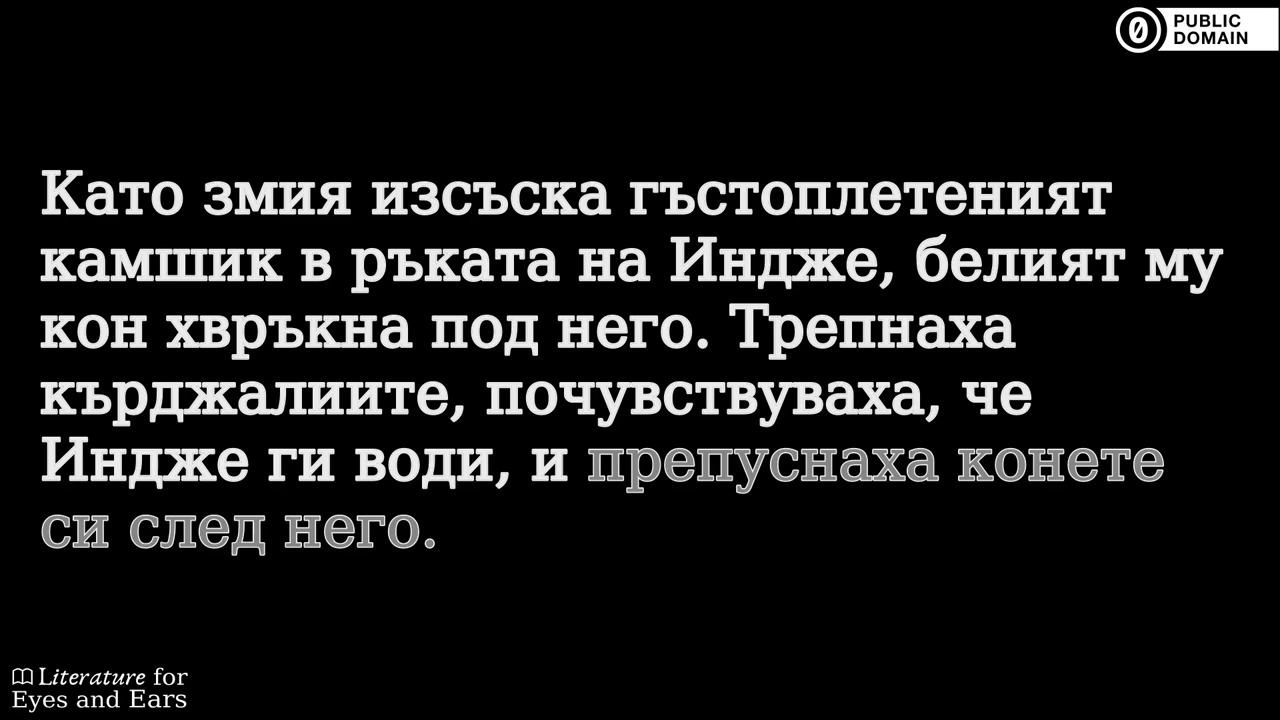 PUBLIC
DOMAIN
Като змия изсъска гъстоплетеният
камшик в ръката на Индже, белият му
кон хвръкна под него. Трепнаха
кърджалиите, почувствуваха, че
Индже ги води, и препуснаха конете
си след него.
Literature for
Eyes and Ears